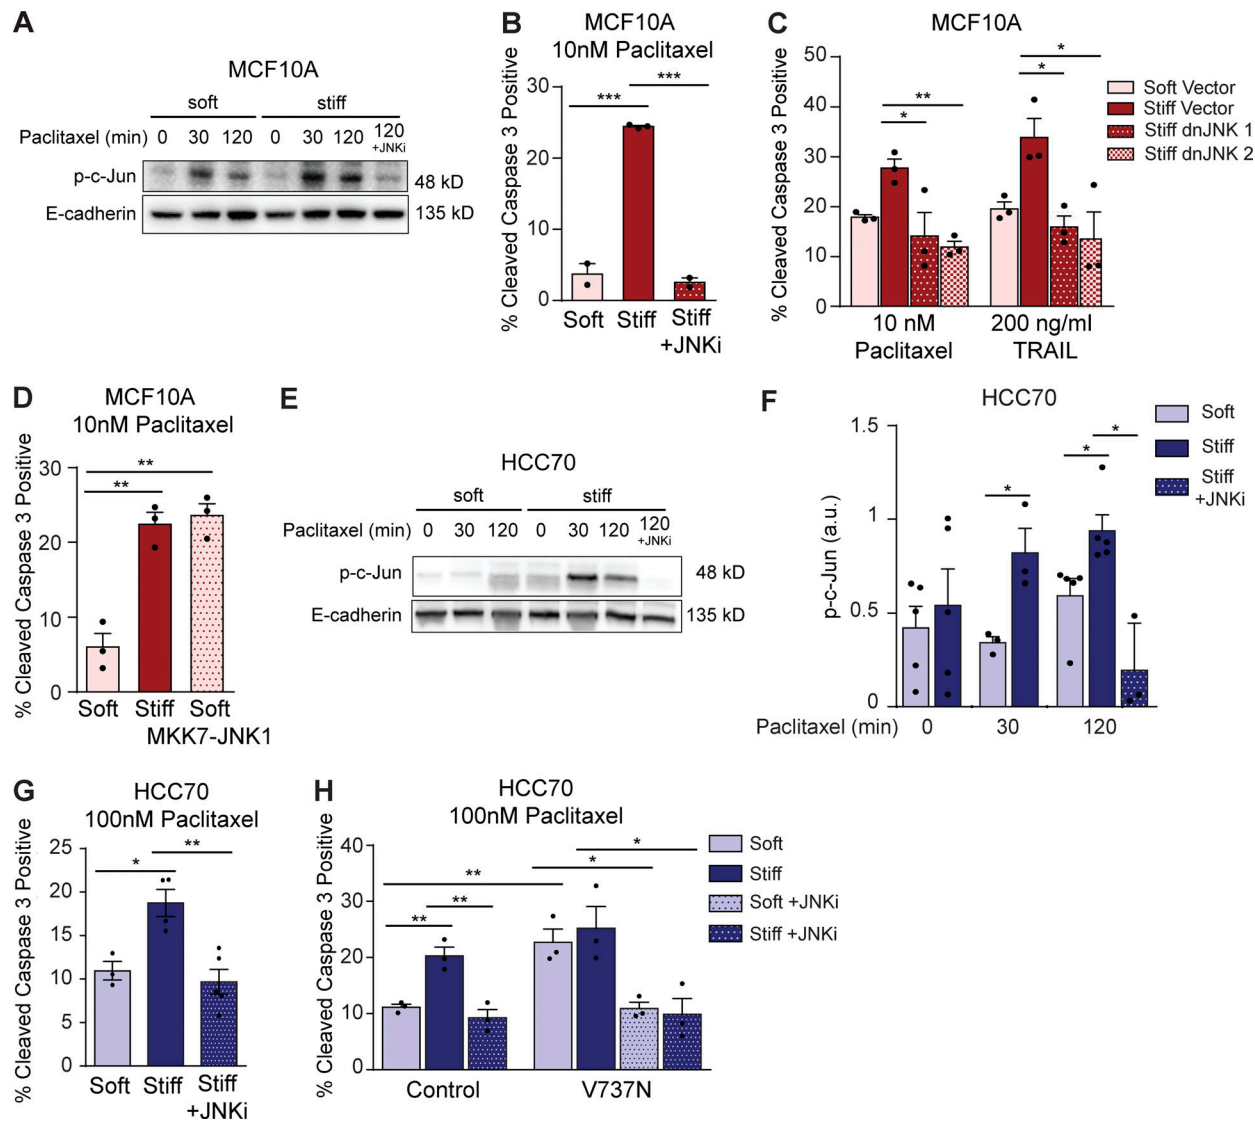 A
MCF10A
soft stiff
Paclitaxel (min) 0 30 120 0 30 120 120
+JNKi
p-c-Jun 48 kD
E-cadherin 135 kD
B
MCF10A
10nM Paclitaxel
% Cleaved Caspase 3 Positive
30
20
10
0
*** ***
Soft Stiff Stiff
+JNKi
C
MCF10A
% Cleaved Caspase 3 Positive
50
40
30
20
10
0
** * * *
Soft Vector
Stiff Vector
Stiff dnJNK 1
Stiff dnJNK 2
10 nM 200 ng/ml
Paclitaxel TRAIL
D
MCF10A
10nM Paclitaxel
% Cleaved Caspase 3 Positive
30
20
10
0
**
**
Soft Stiff Soft
MKK7-JNK1
E
HCC70
soft stiff
Paclitaxel (min) 0 30 120 0 30 120 120
+JNKi
p-c-Jun 48 kD
E-cadherin 135 kD
F
HCC70
p-c-Jun (a.u.)
1.5
1
0.5
0
* * *
Soft
Stiff
Stiff
+JNKi
Paclitaxel (min) 0 30 120
G
HCC70
100nM Paclitaxel
% Cleaved Caspase 3 Positive
25
20
15
10
5
0
* **
Soft Stiff Stiff
+JNKi
H
HCC70
100nM Paclitaxel
% Cleaved Caspase 3 Positive
40
30
20
10
0
** ** ** * *
Soft
Stiff
Soft +JNKi
Stiff +JNKi
Control V737N